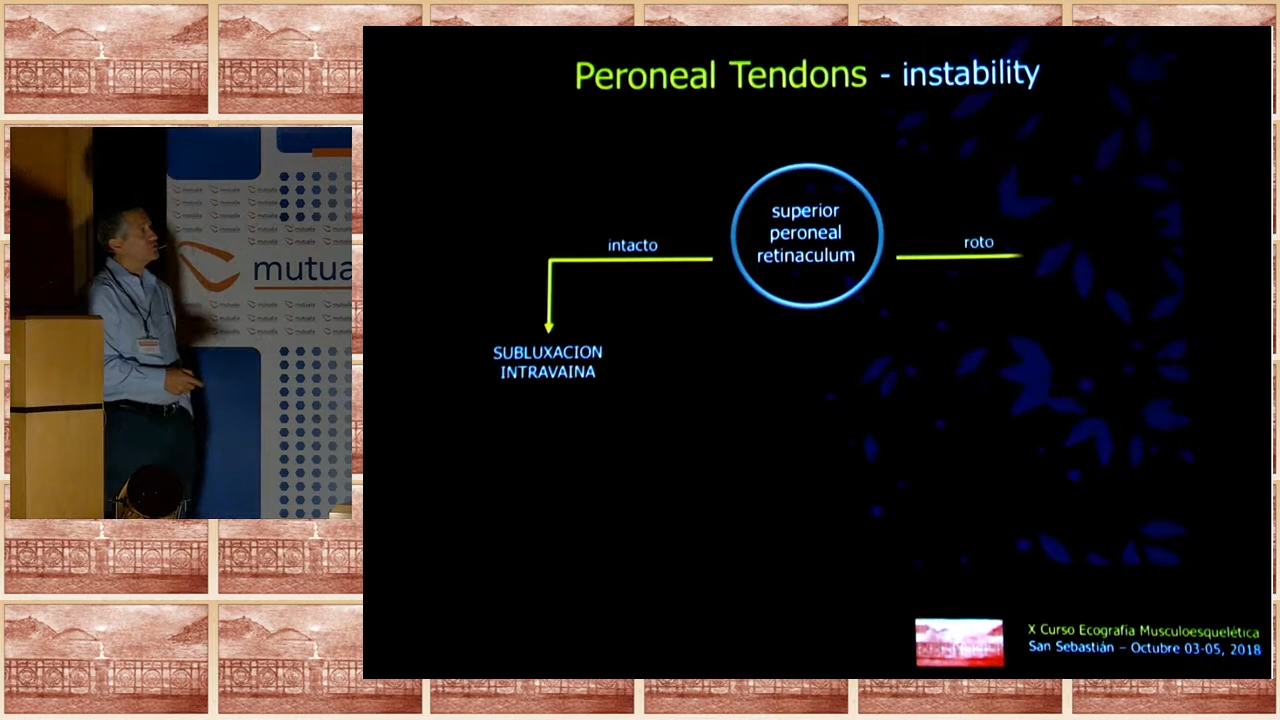 Peroneal Tendons - instability
superior
peroneal
retinaculum
intacto
roto
SUBLUXACION
INTRAVAINA
mutua
X Curso Ecografía Musculoesquelética
San Sebastián – Octubre 03-05, 2018